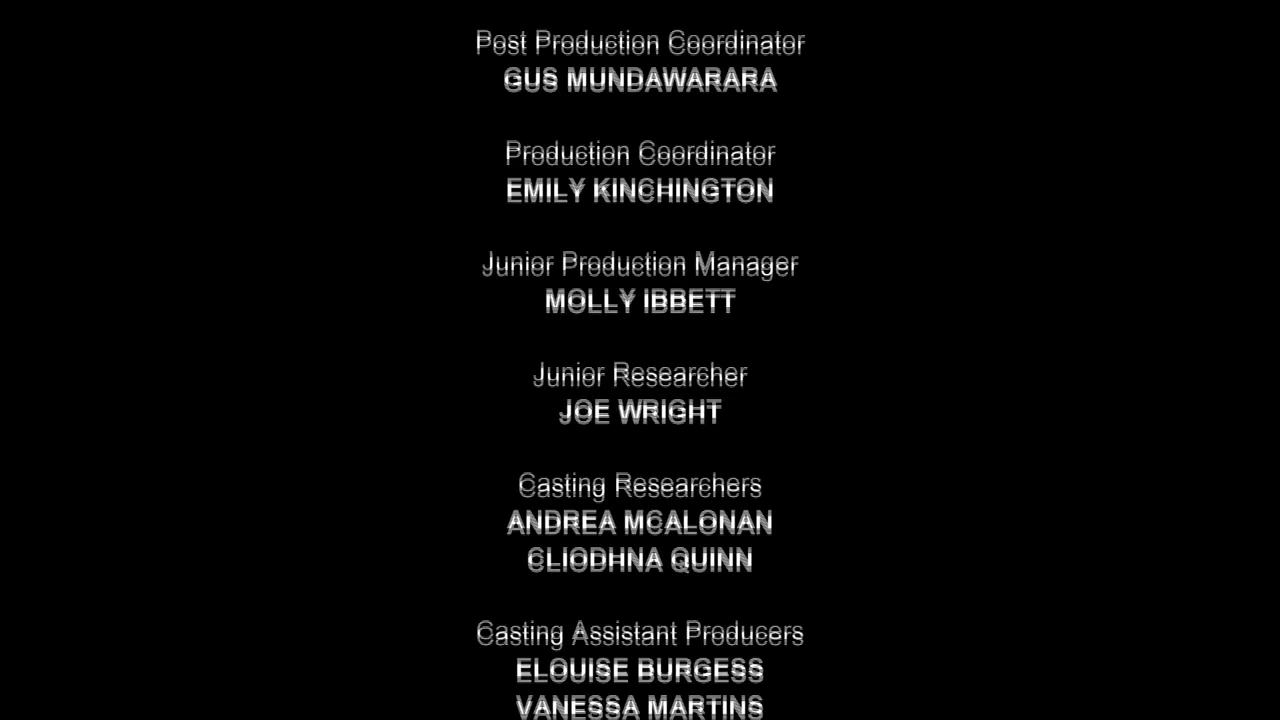 Post Production Coordinator
GUS MUNDAWARARA
Production Coordinator
EMILY KINCHINGTON
Junior Production Manager
MOLLY IBBETT
Junior Researcher
JOE WRIGHT
Casting Researchers
ANDREA MCALONAN
CLIODHNA QUINN
Casting Assistant Producers
ELOUISE BURGESS
VANESSA MARTINS